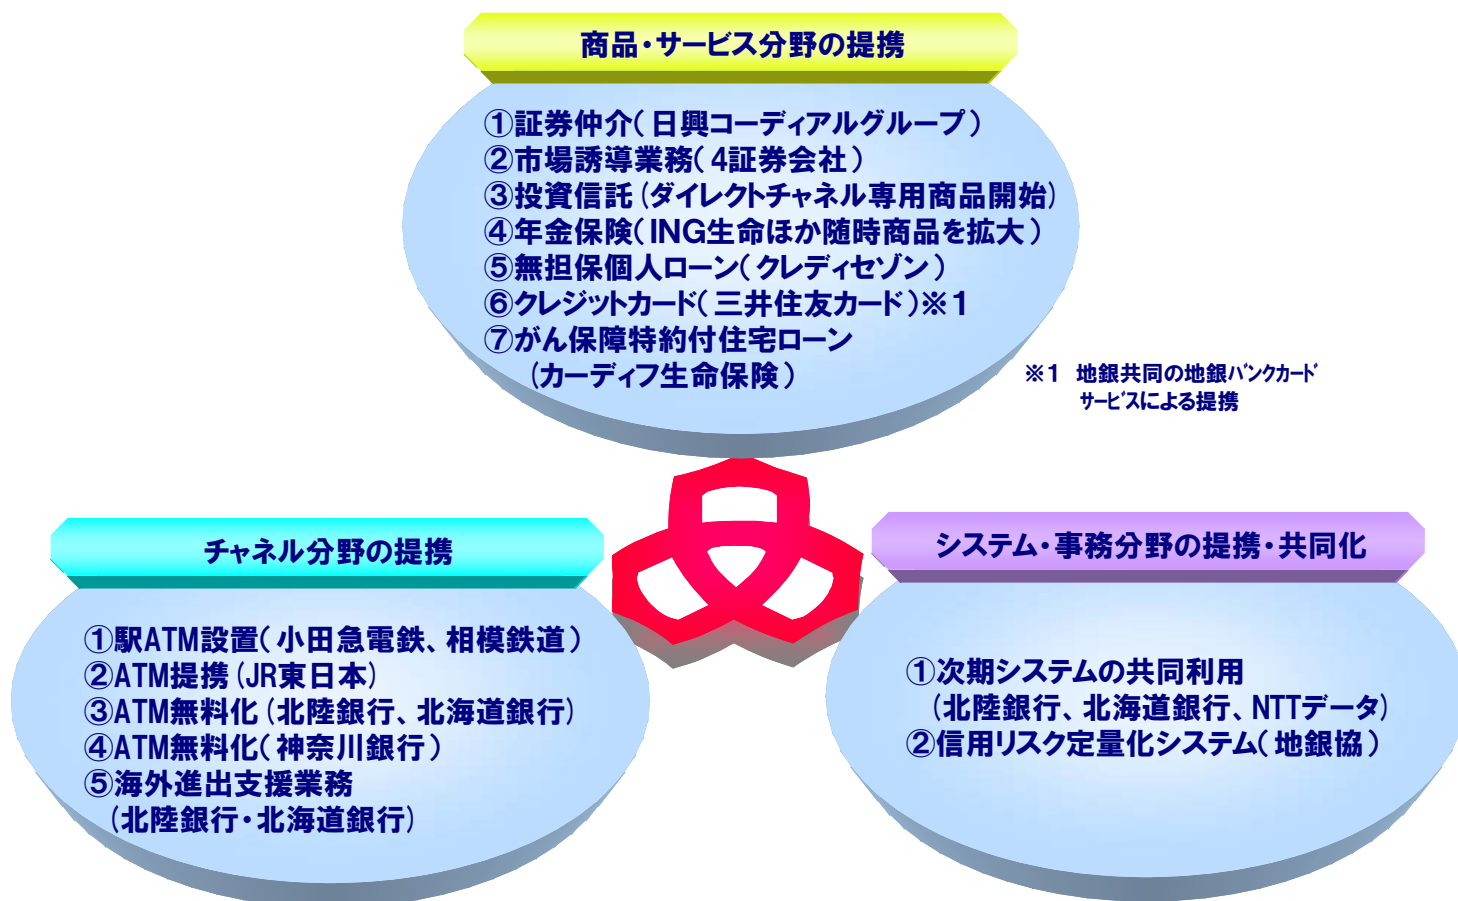 商品・サービス分野の提携
①証券仲介(日興コーディアルグループ)
②市場誘導業務(4証券会社)
③投資信託(ダイレクトチャネル専用商品開始)
④年金保険(ING生命ほか随時商品を拡大)
⑤無担保個人ローン(クレディセゾン)
⑥クレジットカード(三井住友カード)※1
⑦がん保障特約付住宅ローン
(カーディフ生命保険)
※1 地銀共同の地銀バンクカード
サービスによる提携
チャネル分野の提携
①駅ATM設置(小田急電鉄、相模鉄道)
②ATM提携(JR東日本)
③ATM無料化(北陸銀行、北海道銀行)
④ATM無料化(神奈川銀行)
⑤海外進出支援業務
(北陸銀行・北海道銀行)
システム・事務分野の提携・共同化
①次期システムの共同利用
(北陸銀行、北海道銀行、NTTデータ)
②信用リスク定量化システム(地銀協)